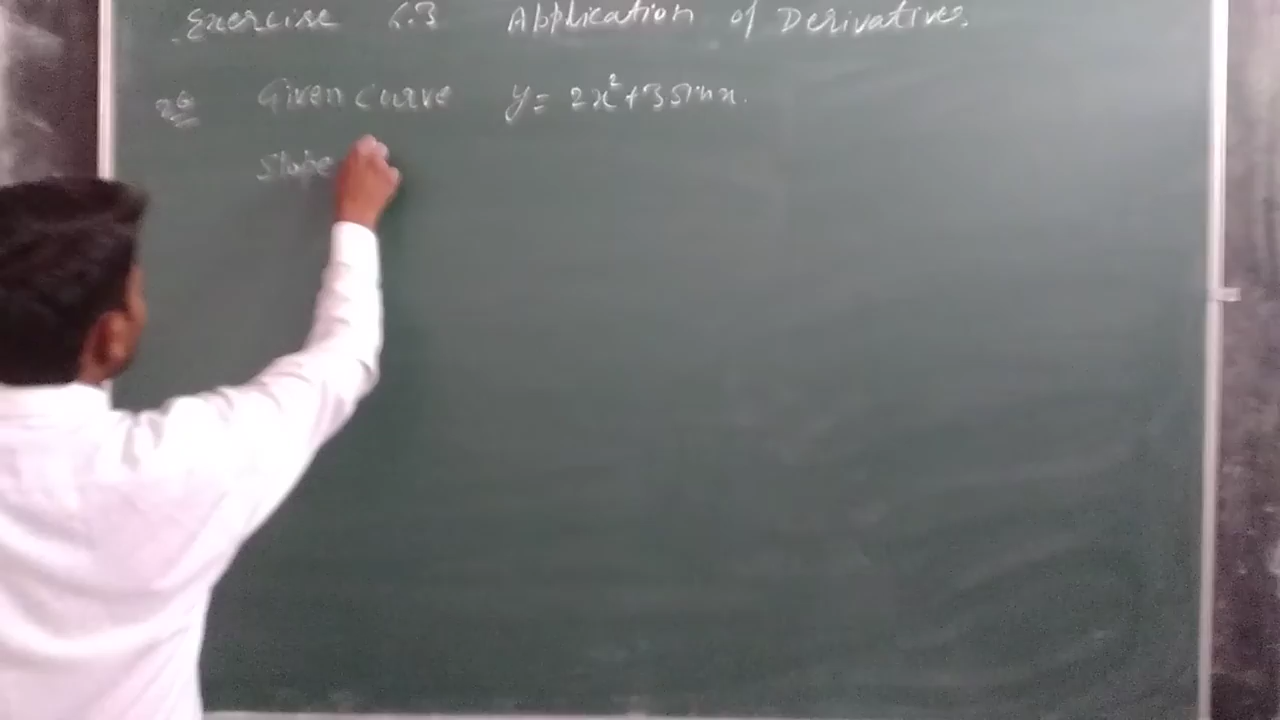 Exercise 6.3 Application of Derivatives.
26 Given curve y = 2x²+3sinx.
Slope